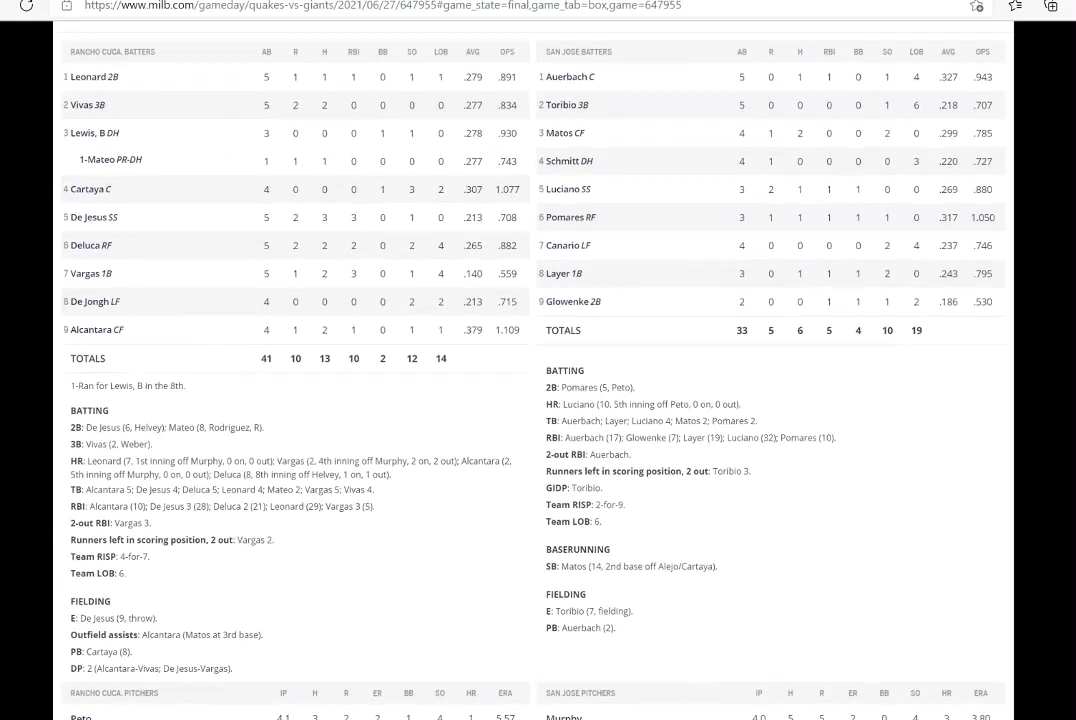 https://www.milb.com/gameday/quakes-vs-giants/2021/06/27/647955#game_state=final,game_tab=box,game=647955
RANCHO CUCA. BATTERS AB R H RBI BB SO LOB AVG OPS
1 Leonard 2B 5 1 1 1 0 1 1 .279 .891
2 Vivas 3B 5 2 2 0 0 0 0 .277 .834
3 Lewis, B DH 3 0 0 0 1 1 0 .278 .930
1-Mateo PR-DH 1 1 1 0 0 0 0 .277 .743
4 Cartaya C 4 0 0 0 1 3 2 .307 1.077
5 De Jesus SS 5 2 3 3 0 1 0 .213 .708
6 Deluca RF 5 2 2 2 0 2 4 .265 .882
7 Vargas 1B 5 1 2 3 0 1 4 .140 .559
8 De Jongh LF 4 0 0 0 0 2 2 .213 .715
9 Alcantara CF 4 1 2 1 0 1 1 .379 1.109
TOTALS 41 10 13 10 2 12 14
1-Ran for Lewis, B in the 8th.
BATTING
2B: De Jesus (6, Helvey); Mateo (8, Rodriguez, R).
3B: Vivas (2, Weber).
HR: Leonard (7, 1st inning off Murphy, 0 on, 0 out); Vargas (2, 4th inning off Murphy, 2 on, 2 out); Alcantara (2,
5th inning off Murphy, 0 on, 0 out); Deluca (8, 8th inning off Helvey, 1 on, 1 out).
TB: Alcantara 5; De Jesus 4; Deluca 5; Leonard 4; Mateo 2; Vargas 5; Vivas 4.
RBI: Alcantara (10); De Jesus 3 (28); Deluca 2 (21); Leonard (29); Vargas 3 (5).
2-out RBI: Vargas 3.
Runners left in scoring position, 2 out: Vargas 2.
Team RISP: 4-for-7.
Team LOB: 6.
FIELDING
E: De Jesus (9, throw).
Outfield assists: Alcantara (Matos at 3rd base).
PB: Cartaya (8).
DP: 2 (Alcantara-Vivas; De Jesus-Vargas).
RANCHO CUCA. PITCHERS IP H R ER BB SO HR ERA
Peto 4.1 3 2 2 1 4 1 5.57
SAN JOSE BATTERS AB R H RBI BB SO LOB AVG OPS
1 Auerbach C 5 0 1 1 0 1 4 .327 .943
2 Toribio 3B 5 0 0 0 0 1 6 .218 .707
3 Matos CF 4 1 2 0 0 2 0 .299 .785
4 Schmitt DH 4 1 0 0 0 0 3 .220 .727
5 Luciano SS 3 2 1 1 1 0 0 .269 .880
6 Pomares RF 3 1 1 1 1 1 0 .317 1.050
7 Canario LF 4 0 0 0 0 2 4 .237 .746
8 Layer 1B 3 0 1 1 1 2 0 .243 .795
9 Glowenke 2B 2 0 0 1 1 1 2 .186 .530
TOTALS 33 5 6 5 4 10 19
BATTING
2B: Pomares (5, Peto).
HR: Luciano (10, 5th inning off Peto, 0 on, 0 out).
TB: Auerbach; Layer; Luciano 4; Matos 2; Pomares 2.
RBI: Auerbach (17); Glowenke (7); Layer (19); Luciano (32); Pomares (10).
2-out RBI: Auerbach.
Runners left in scoring position, 2 out: Toribio 3.
GIDP: Toribio.
Team RISP: 2-for-9.
Team LOB: 6.
BASERUNNING
SB: Matos (14, 2nd base off Alejo/Cartaya).
FIELDING
E: Toribio (7, fielding).
PB: Auerbach (2).
SAN JOSE PITCHERS IP H R ER BB SO HR ERA
Murphy 4.0 5 5 2 0 4 3 3.80